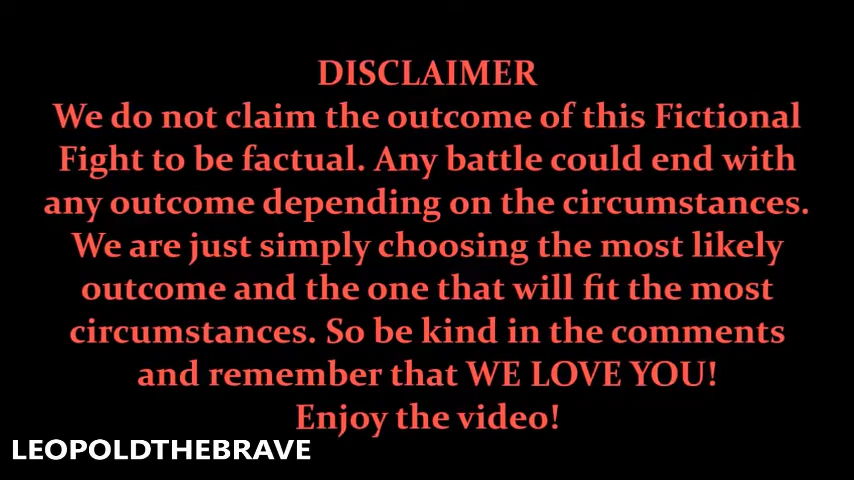 DISCLAIMER
We do not claim the outcome of this Fictional
Fight to be factual. Any battle could end with
any outcome depending on the circumstances.
We are just simply choosing the most likely
outcome and the one that will fit the most
circumstances. So be kind in the comments
and remember that WE LOVE YOU!
Enjoy the video!
LEOPOLDTHEBRAVE